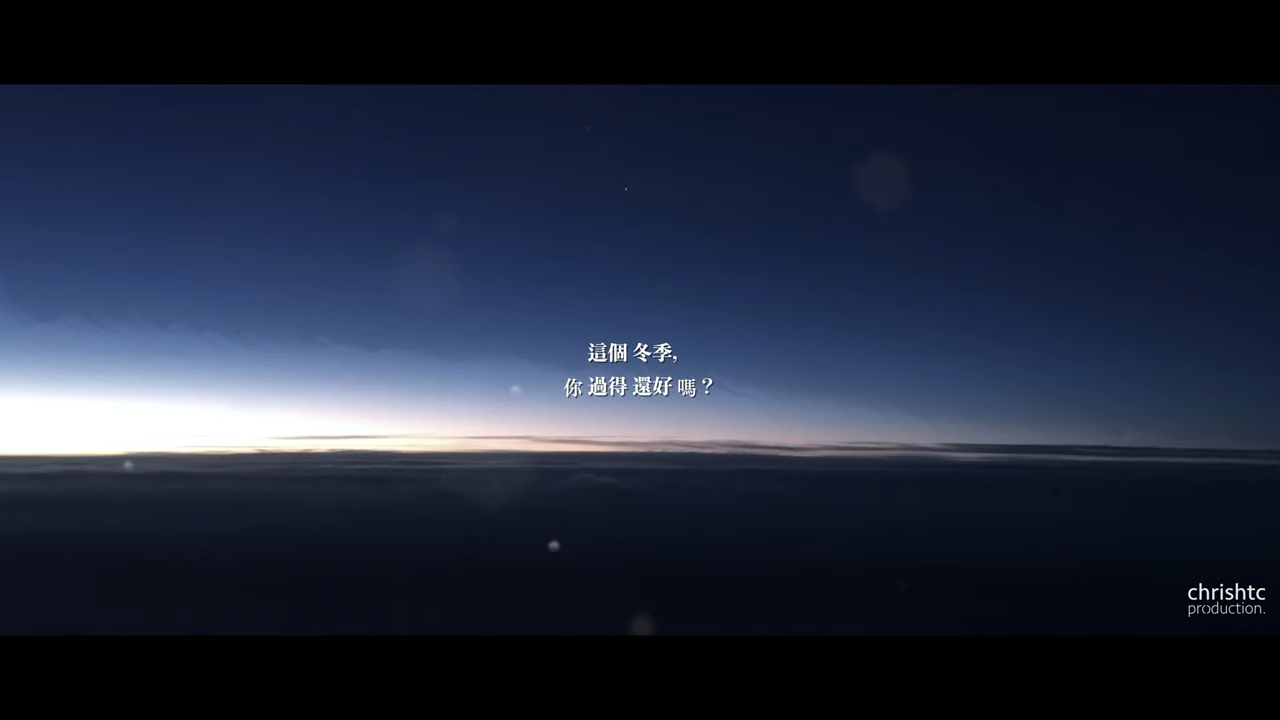 這個 冬季,
你 過得 還好 嗎？
chrishtc
production.